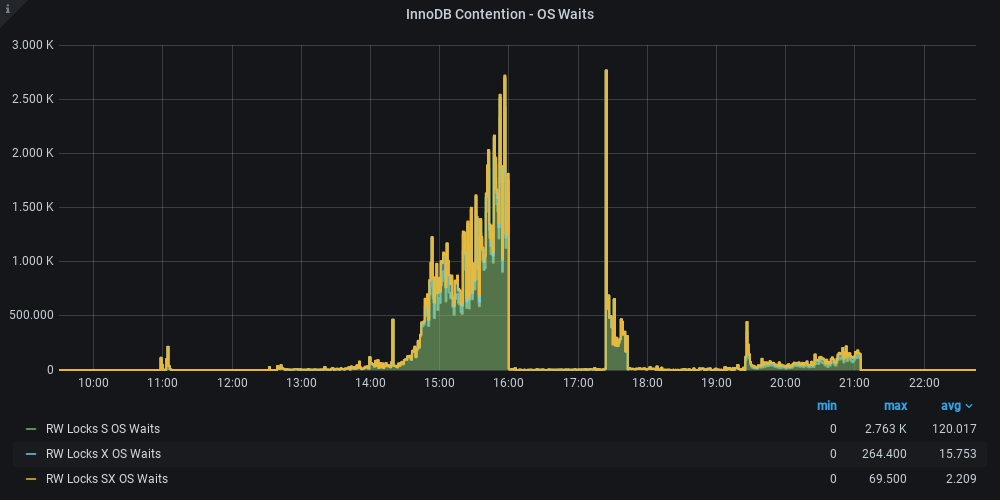 i
InnoDB Contention - OS Waits
3.000 K
2.500 K
2.000 K
1.500 K
1.000 K
500.000
0
10:00 11:00 12:00 13:00 14:00 15:00 16:00 17:00 18:00 19:00 20:00 21:00 22:00
min max avg
RW Locks S OS Waits 0 2.763 K 120.017
RW Locks X OS Waits 0 264.400 15.753
RW Locks SX OS Waits 0 69.500 2.209